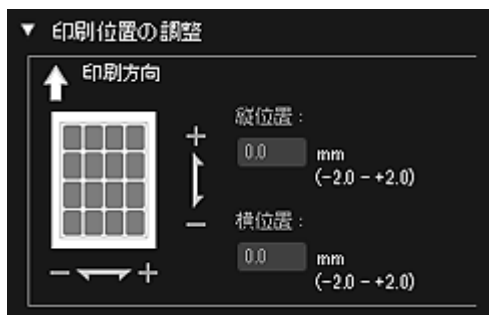 ▼ 印刷位置の調整
印刷方向
縦位置：
0.0 mm
(−2.0 − +2.0)
横位置：
0.0 mm
(−2.0 − +2.0)
+
−
− +